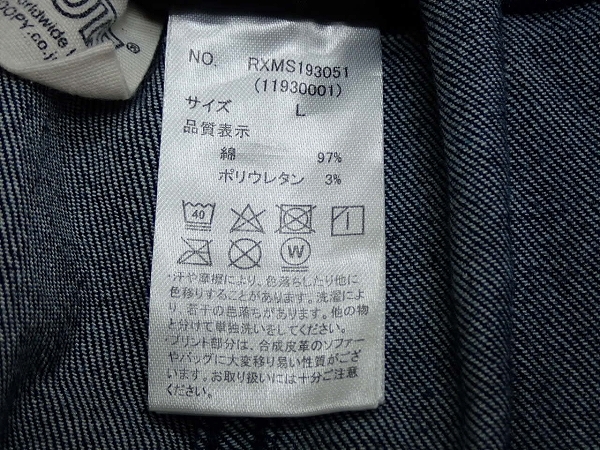 worldwide
OOPY.co.j
®
NO. RXMS193051
(11930001)
サイズ L
品質表示
綿 97%
ポリウレタン 3%
40
W
・汗や摩擦により、色落ちしたり他に
色移りすることがあります。洗濯によ
り、若干の色落ちがあります。他の物
と分けて単独洗いをしてください。
・プリント部分は、合成皮革のソファー
やバッグに大変移り易い性質がござ
います。お取り扱いには十分ご注意
ください。